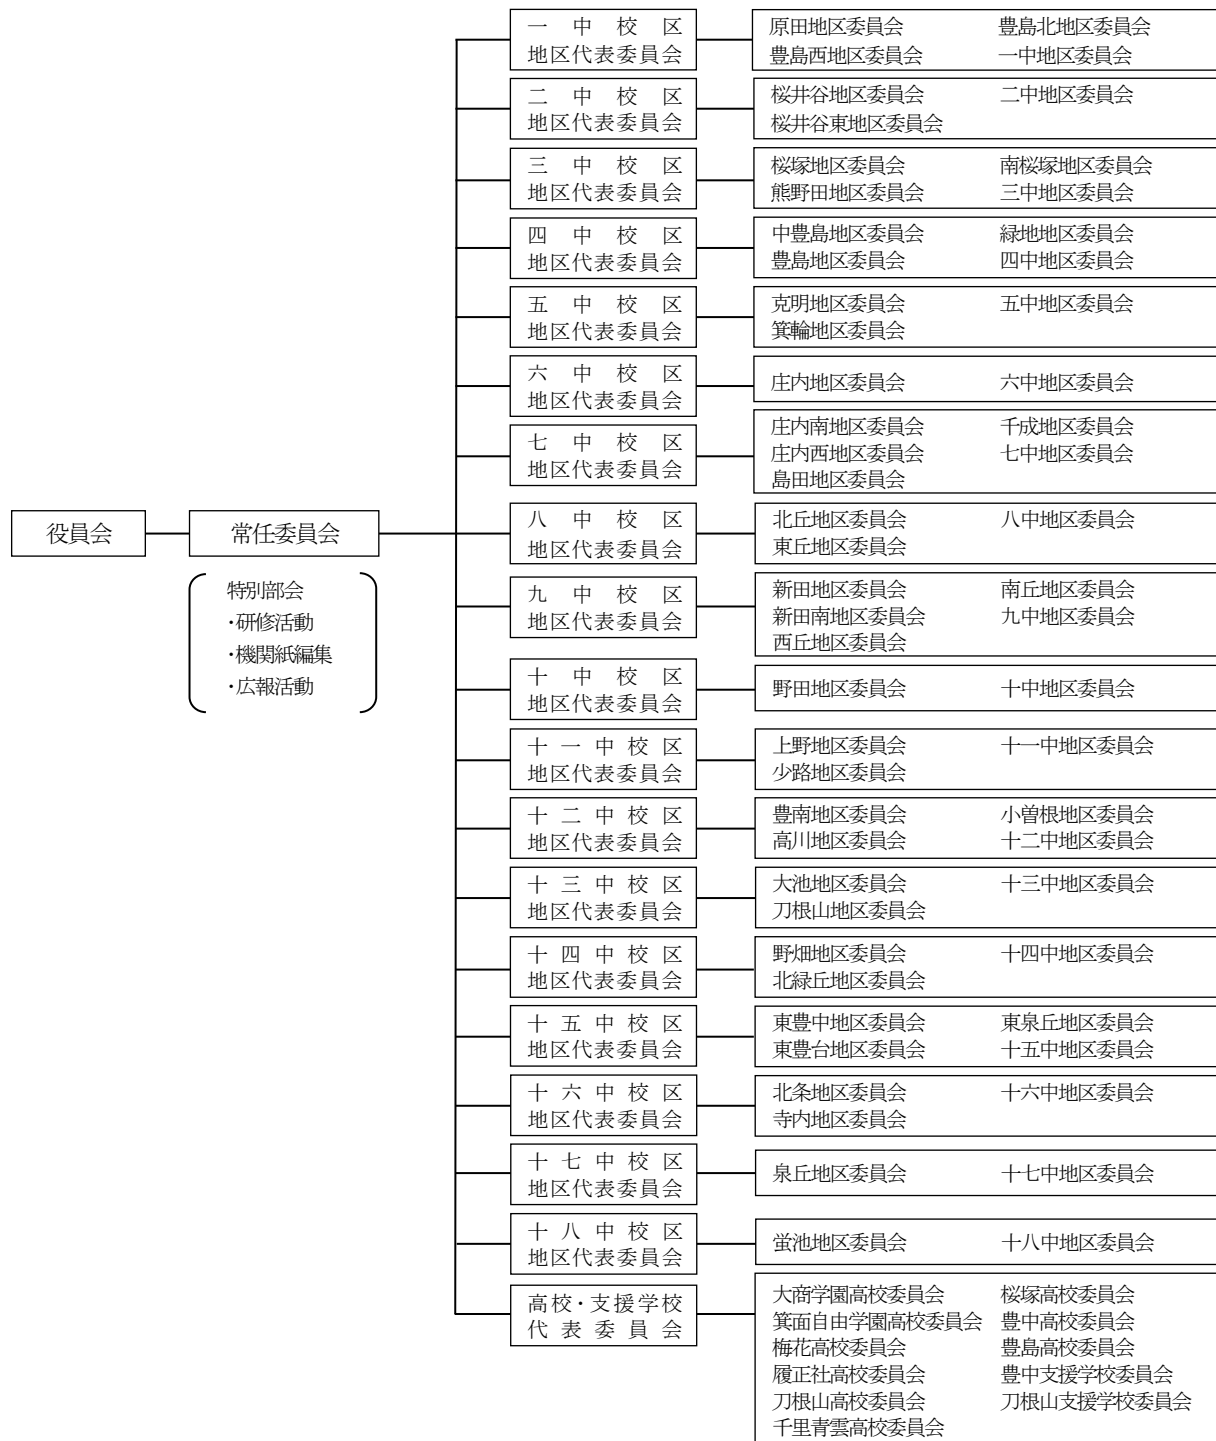 役員会
常任委員会
特別部会
・研修活動
・機関紙編集
・広報活動
一中校区
地区代表委員会
原田地区委員会 豊島北地区委員会
豊島西地区委員会 一中地区委員会
二中校区
地区代表委員会
桜井谷地区委員会 二中地区委員会
桜井谷東地区委員会
三中校区
地区代表委員会
桜塚地区委員会 南桜塚地区委員会
熊野田地区委員会 三中地区委員会
四中校区
地区代表委員会
中豊島地区委員会 緑地地区委員会
豊島地区委員会 四中地区委員会
五中校区
地区代表委員会
克明地区委員会 五中地区委員会
箕輪地区委員会
六中校区
地区代表委員会
庄内地区委員会 六中地区委員会
七中校区
地区代表委員会
庄内南地区委員会 千成地区委員会
庄内西地区委員会 七中地区委員会
島田地区委員会
八中校区
地区代表委員会
北丘地区委員会 八中地区委員会
東丘地区委員会
九中校区
地区代表委員会
新田地区委員会 南丘地区委員会
新田南地区委員会 九中地区委員会
西丘地区委員会
十中校区
地区代表委員会
野田地区委員会 十中地区委員会
十一中校区
地区代表委員会
上野地区委員会 十一中地区委員会
少路地区委員会
十二中校区
地区代表委員会
豊南地区委員会 小曽根地区委員会
高川地区委員会 十二中地区委員会
十三中校区
地区代表委員会
大池地区委員会 十三中地区委員会
刀根山地区委員会
十四中校区
地区代表委員会
野畑地区委員会 十四中地区委員会
北緑丘地区委員会
十五中校区
地区代表委員会
東豊中地区委員会 東泉丘地区委員会
東豊台地区委員会 十五中地区委員会
十六中校区
地区代表委員会
北条地区委員会 十六中地区委員会
寺内地区委員会
十七中校区
地区代表委員会
泉丘地区委員会 十七中地区委員会
十八中校区
地区代表委員会
蛍池地区委員会 十八中地区委員会
高校・支援学校
代表委員会
大商学園高校委員会 桜塚高校委員会
箕面自由学園高校委員会 豊中高校委員会
梅花高校委員会 豊島高校委員会
履正社高校委員会 豊中支援学校委員会
刀根山高校委員会 刀根山支援学校委員会
千里青雲高校委員会